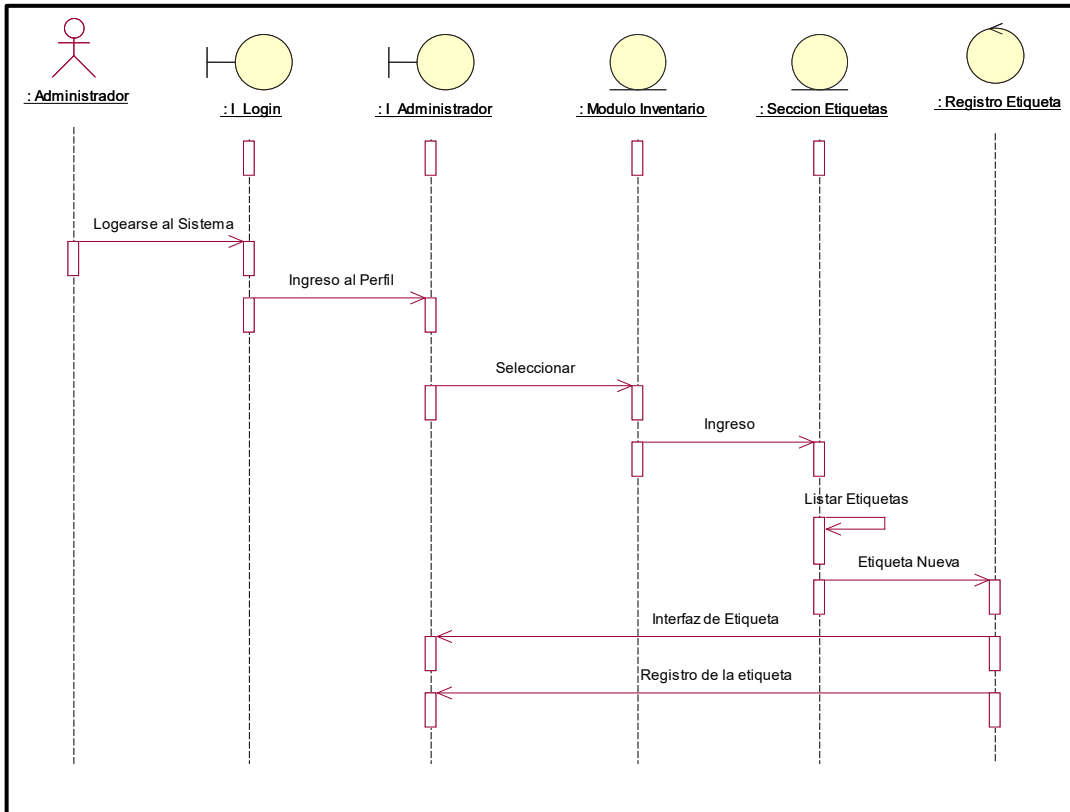 : Administrador
: I_Login
: I_Administrador
: Modulo Inventario
: Seccion Etiquetas
: Registro Etiqueta
Logearse al Sistema
Ingreso al Perfil
Seleccionar
Ingreso
Listar Etiquetas
Etiqueta Nueva
Interfaz de Etiqueta
Registro de la etiqueta